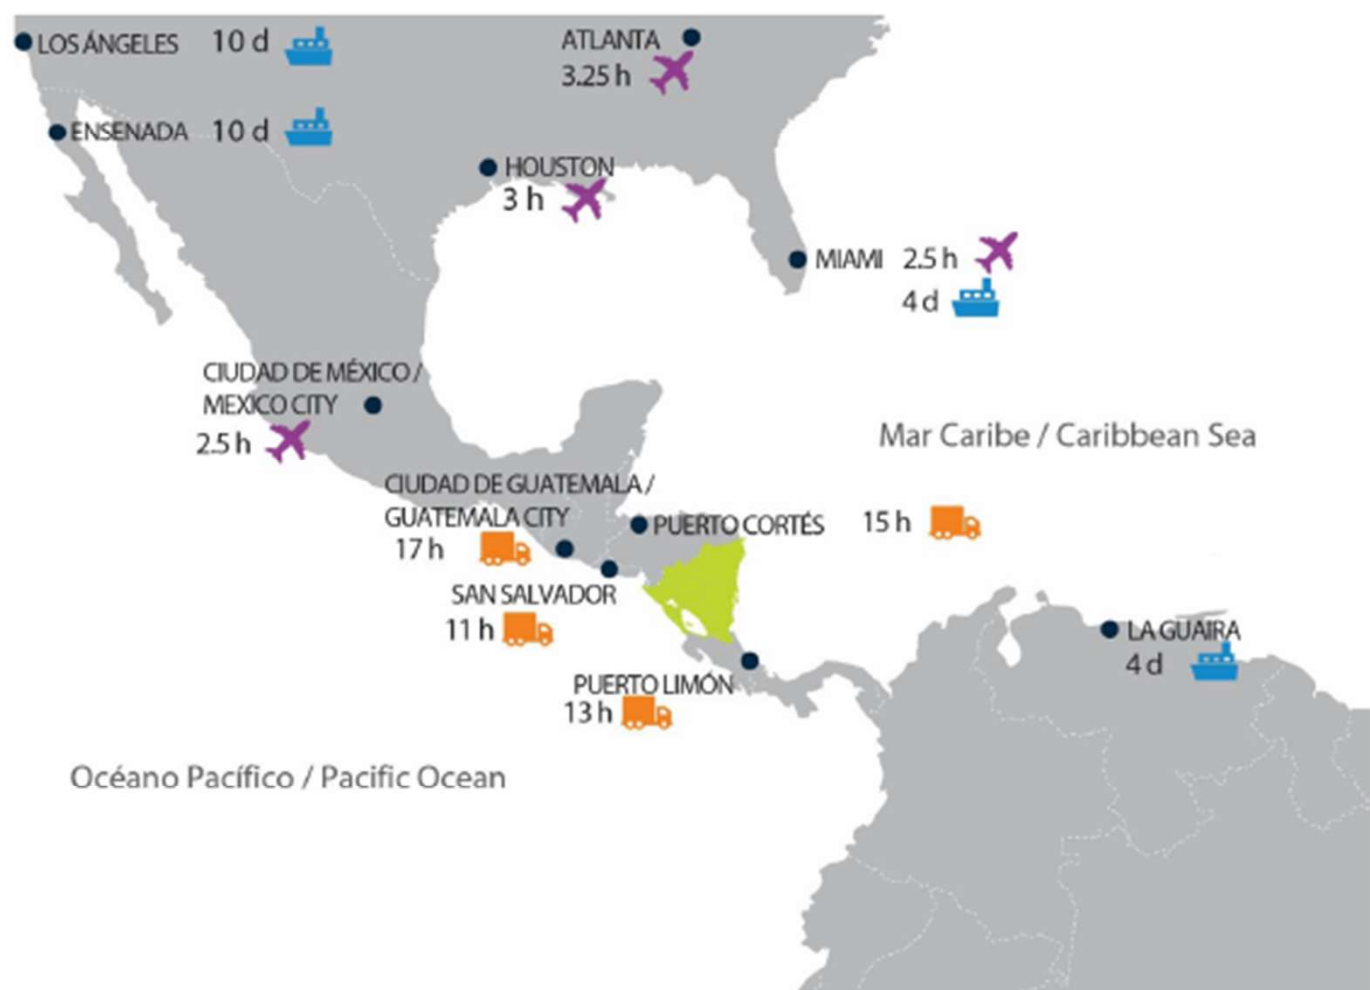 LOS ÁNGELES 10 d
ATLANTA
3.25 h
ENSENADA 10 d
HOUSTON
3 h
MIAMI 2.5 h
4 d
CIUDAD DE MÉXICO /
MEXICO CITY
2.5 h
Mar Caribe / Caribbean Sea
CIUDAD DE GUATEMALA /
GUATEMALA CITY
17 h
PUERTO CORTÉS 15 h
SAN SALVADOR
11 h
LA GUAIRA
4 d
PUERTO LIMÓN
13 h
Océano Pacífico / Pacific Ocean